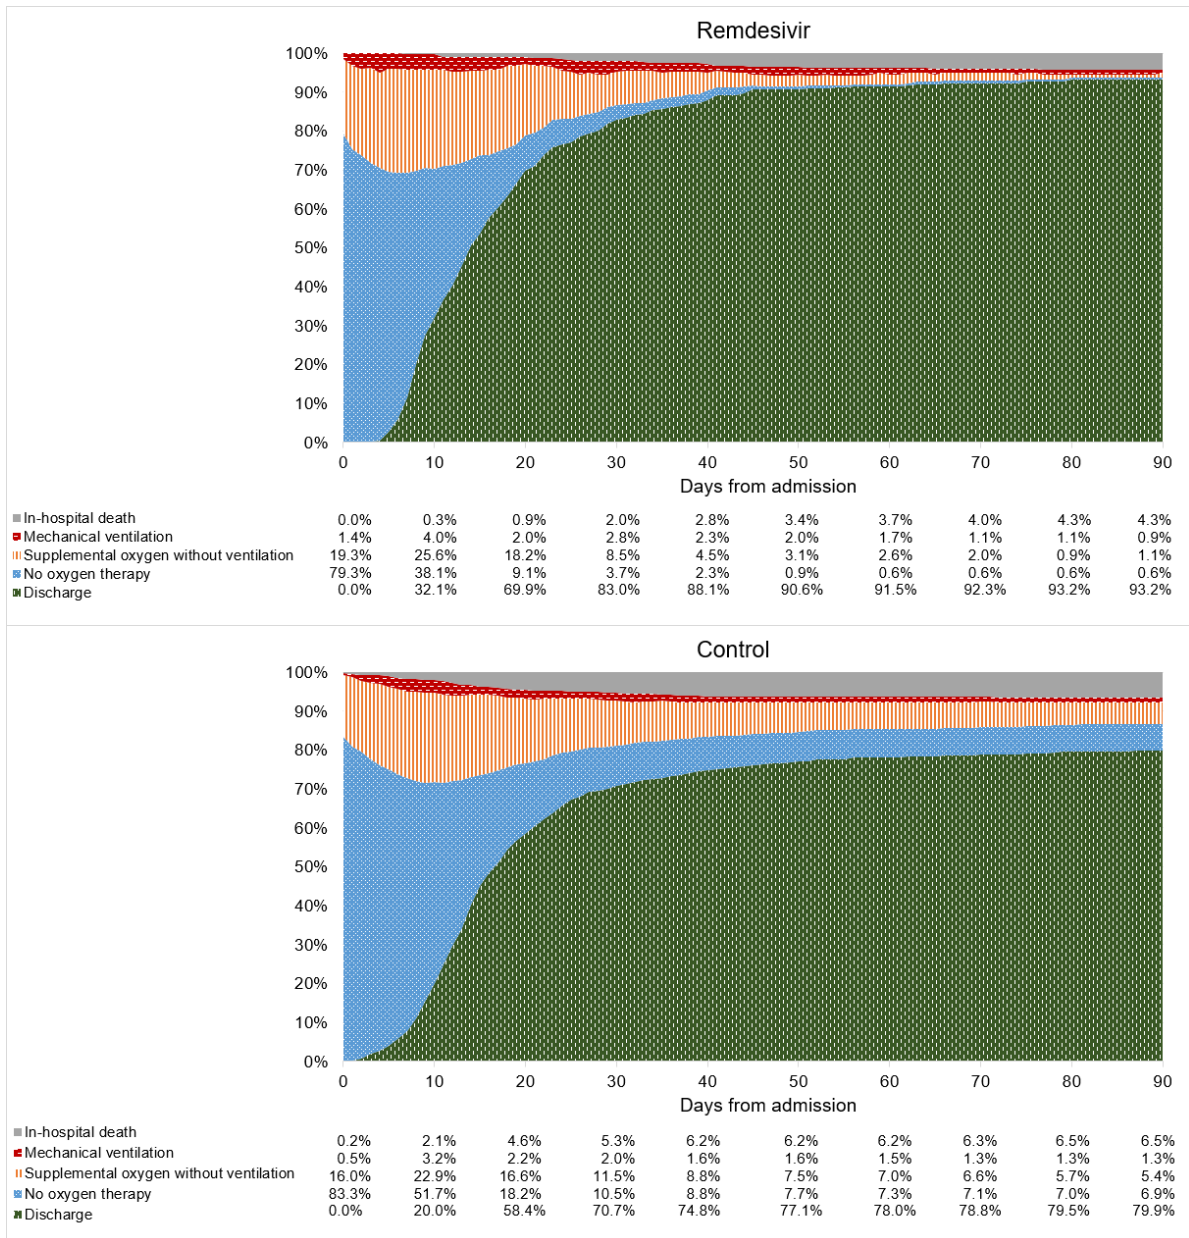 Remdesivir
100%
90%
80%
70%
60%
50%
40%
30%
20%
10%
0%
0 10 20 30 40 50 60 70 80 90
Days from admission
In-hospital death 0.0% 0.3% 0.9% 2.0% 2.8% 3.4% 3.7% 4.0% 4.3% 4.3%
Mechanical ventilation 1.4% 4.0% 2.0% 2.8% 2.3% 2.0% 1.7% 1.1% 1.1% 0.9%
Supplemental oxygen without ventilation 19.3% 25.6% 18.2% 8.5% 4.5% 3.1% 2.6% 2.0% 0.9% 1.1%
No oxygen therapy 79.3% 38.1% 9.1% 3.7% 2.3% 0.9% 0.6% 0.6% 0.6% 0.6%
Discharge 0.0% 32.1% 69.9% 83.0% 88.1% 90.6% 91.5% 92.3% 93.2% 93.2%
Control
100%
90%
80%
70%
60%
50%
40%
30%
20%
10%
0%
0 10 20 30 40 50 60 70 80 90
Days from admission
In-hospital death 0.2% 2.1% 4.6% 5.3% 6.2% 6.2% 6.2% 6.3% 6.5% 6.5%
Mechanical ventilation 0.5% 3.2% 2.2% 2.0% 1.6% 1.6% 1.5% 1.3% 1.3% 1.3%
Supplemental oxygen without ventilation 16.0% 22.9% 16.6% 11.5% 8.8% 7.5% 7.0% 6.6% 5.7% 5.4%
No oxygen therapy 83.3% 51.7% 18.2% 10.5% 8.8% 7.7% 7.3% 7.1% 7.0% 6.9%
Discharge 0.0% 20.0% 58.4% 70.7% 74.8% 77.1% 78.0% 78.8% 79.5% 79.9%